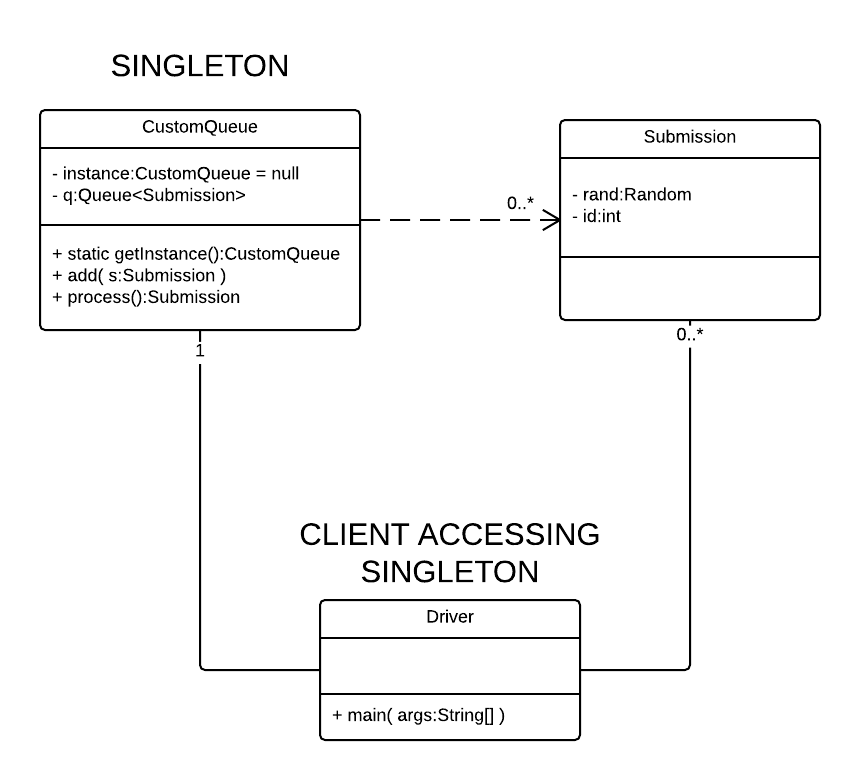 SINGLETON
CustomQueue
- instance:CustomQueue = null
- q:Queue<Submission>
+ static getInstance():CustomQueue
+ add( s:Submission )
+ process():Submission
0..*
Submission
- rand:Random
- id:int
1
0..*
CLIENT ACCESSING
SINGLETON
Driver
+ main( args:String[] )